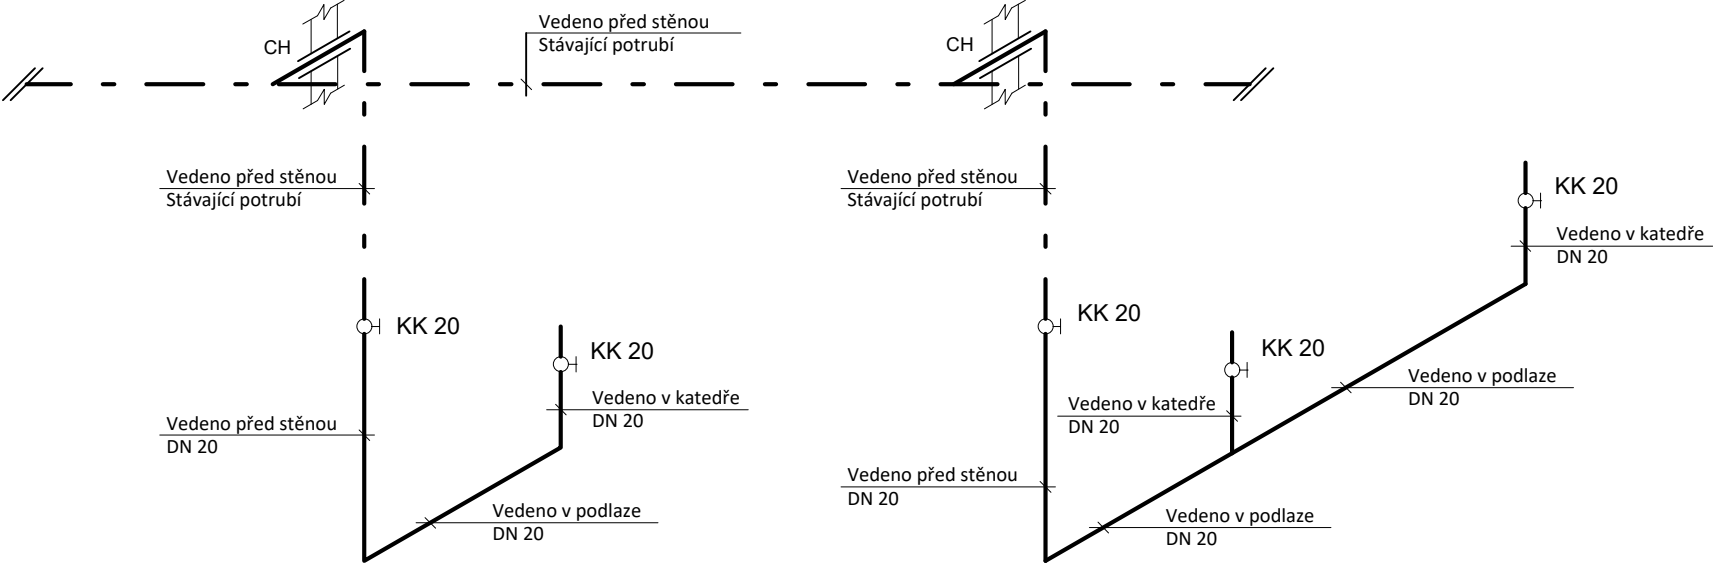 Vedeno před stěnou
Stávající potrubí
CH
CH
Vedeno před stěnou
Stávající potrubí
Vedeno před stěnou
Stávající potrubí
KK 20
Vedeno v katedře
DN 20
KK 20
KK 20
KK 20
KK 20
Vedeno v katedře
DN 20
Vedeno v katedře
DN 20
Vedeno v podlaze
DN 20
Vedeno před stěnou
DN 20
Vedeno před stěnou
DN 20
Vedeno v podlaze
DN 20
Vedeno v podlaze
DN 20